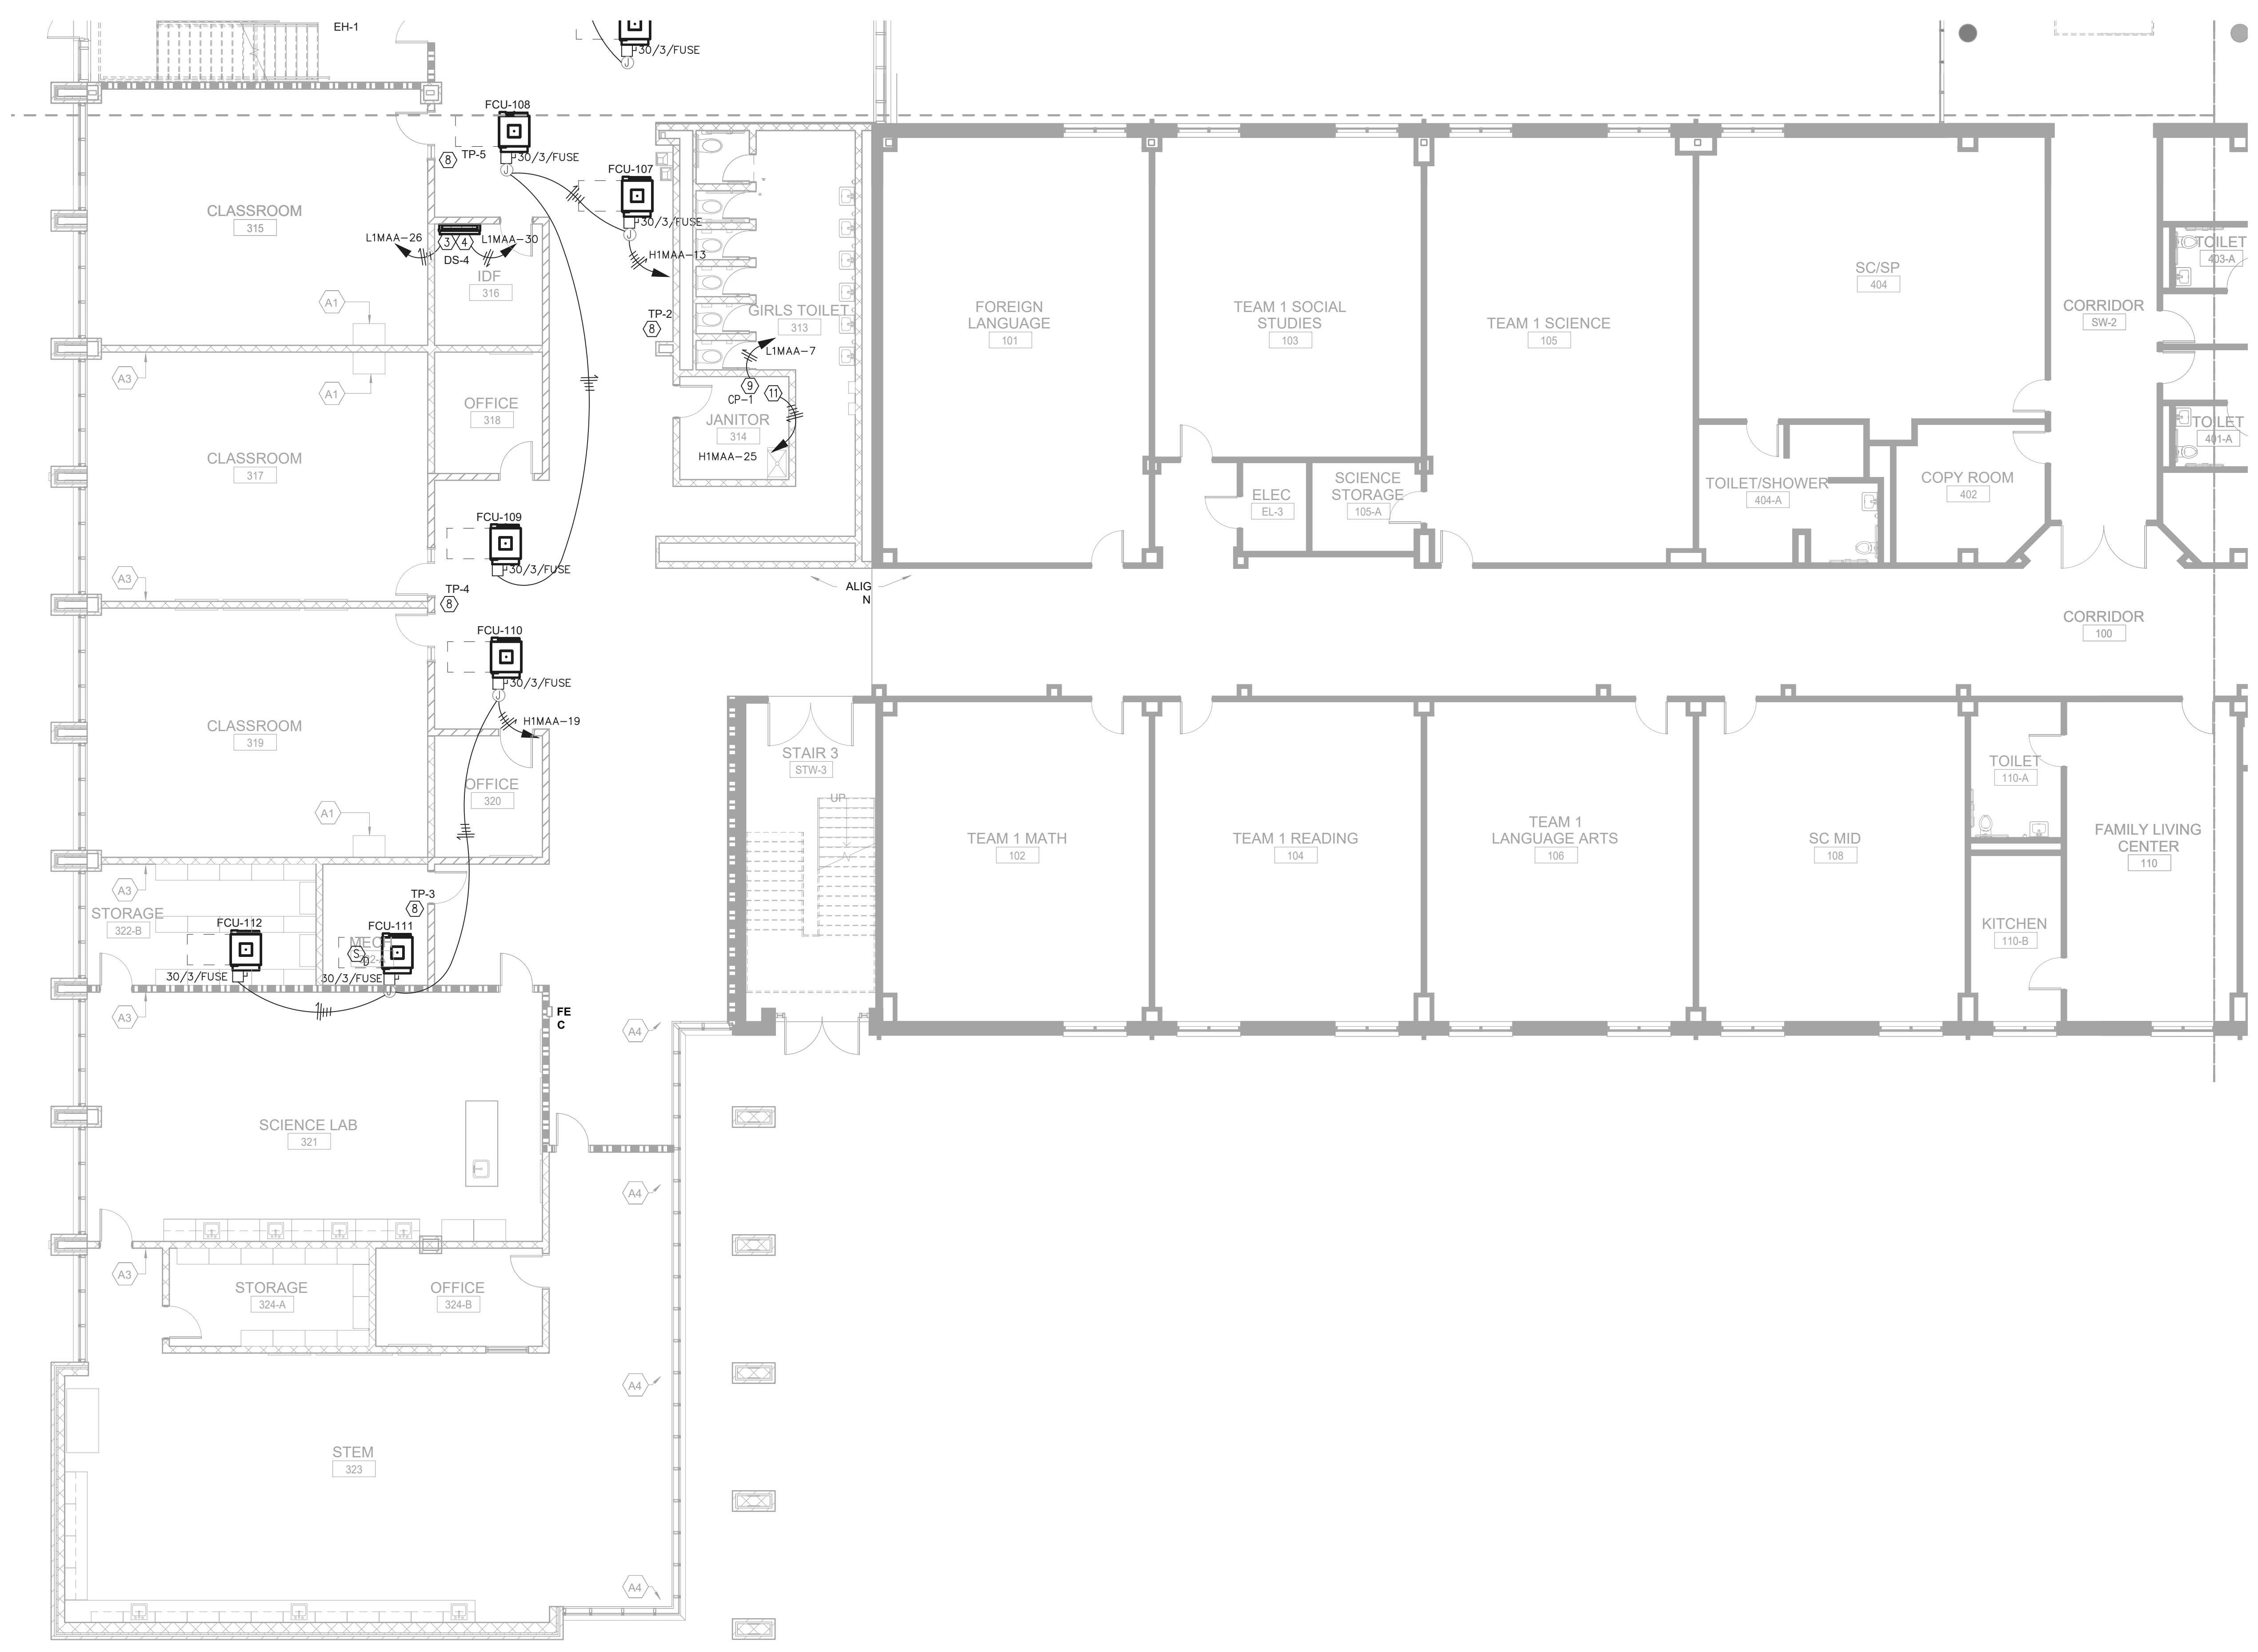 EH-1
30/3/FUSE
J
FCU-108
8
TP-5
30/3/FUSE
J
FCU-107
30/3/FUSE
J
CLASSROOM
315
L1MAA-26
3
4
L1MAA-30
DS-4
IDF
316
H1MAA-13
TP-2
8
GIRLS TOILET
313
L1MAA-7
9
CP-1
11
JANITOR
314
H1MAA-25
A1
A3
A1
OFFICE
318
CLASSROOM
317
FCU-109
30/3/FUSE
A3
TP-4
8
FCU-110
30/3/FUSE
J
H1MAA-19
CLASSROOM
319
OFFICE
320
A1
A3
STORAGE
322-B
FCU-112
30/3/FUSE
TP-3
8
FCU-111
MECH
S
D
30/3/FUSE
J
A3
FE
C
ALIG
N
FOREIGN
LANGUAGE
101
TEAM 1 SOCIAL
STUDIES
103
TEAM 1 SCIENCE
105
SC/SP
404
CORRIDOR
SW-2
TOILET
403-A
TOILET
401-A
ELEC
EL-3
SCIENCE
STORAGE
105-A
TOILET/SHOWER
404-A
COPY ROOM
402
CORRIDOR
100
STAIR 3
STW-3
UP
TEAM 1 MATH
102
TEAM 1 READING
104
TEAM 1
LANGUAGE ARTS
106
SC MID
108
TOILET
110-A
FAMILY LIVING
CENTER
110
KITCHEN
110-B
A4
SCIENCE LAB
321
A4
A3
STORAGE
324-A
OFFICE
324-B
A4
STEM
323
A4